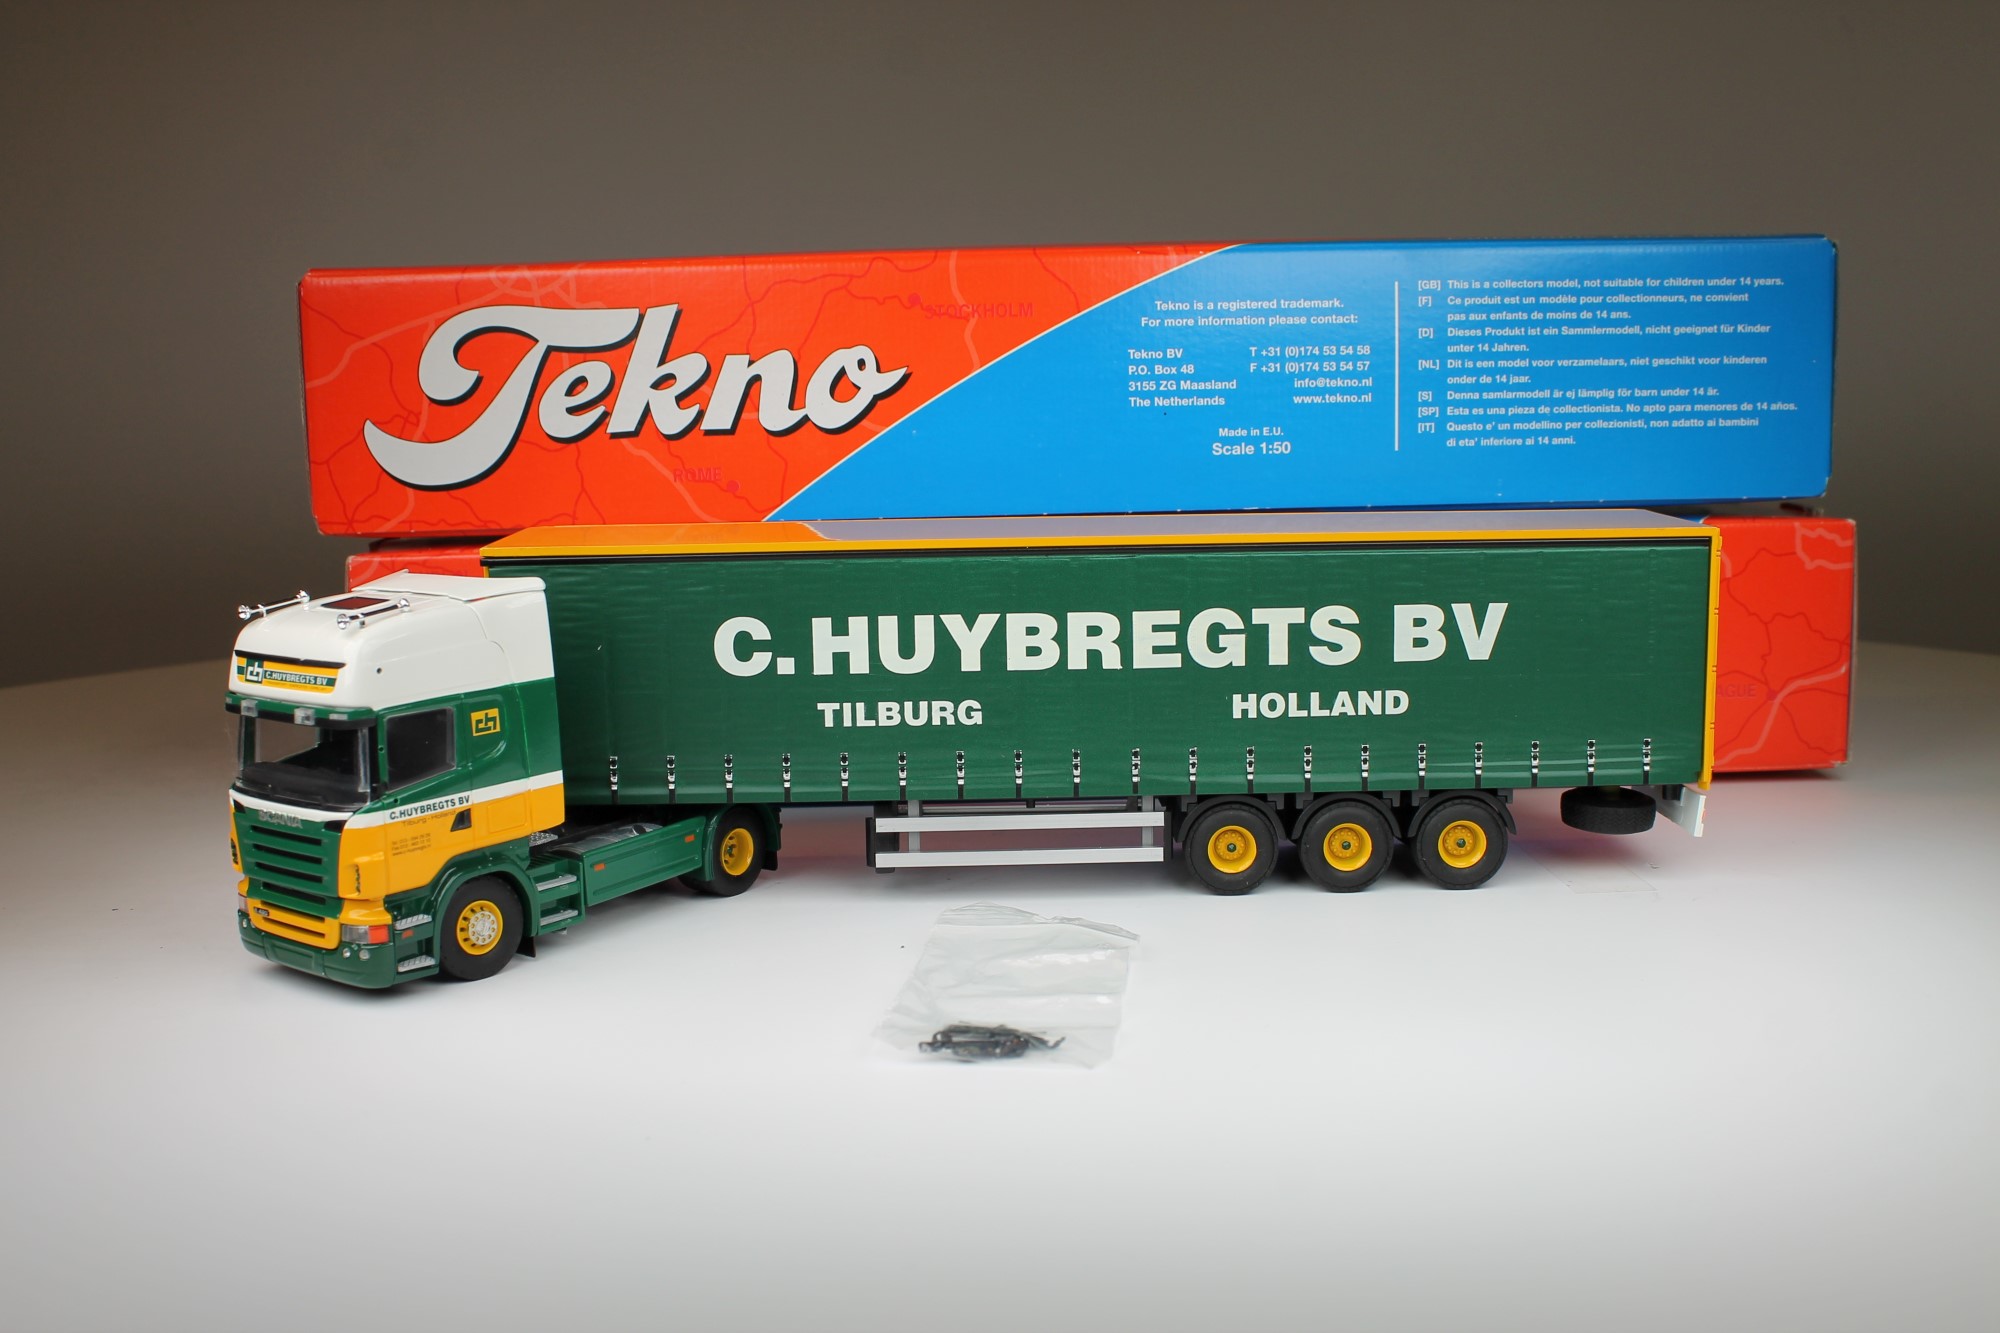 Tekno
STOCKHOLM
ROME
Tekno is a registered trademark.
For more information please contact:
Tekno BV
P.O. Box 48
3155 ZG Maasland
The Netherlands
T +31 (0)174 53 54 58
F +31 (0)174 53 54 57
info@tekno.nl
www.tekno.nl
Made in E.U.
Scale 1:50
[GB] This is a collectors model, not suitable for children under 14 years.
[F] Ce produit est un modèle pour collectionneurs, ne convient
pas aux enfants de moins de 14 ans.
[D] Dieses Produkt ist ein Sammlermodell, nicht geeignet für Kinder
unter 14 Jahren.
[NL] Dit is een model voor verzamelaars, niet geschikt voor kinderen
onder de 14 jaar.
[S] Denna samlarmodell är ej lämplig för barn under 14 år.
[SP] Esta es una pieza de collectionista. No apto para menores de 14 años.
[IT] Questo e' un modellino per collezionisti, non adatto ai bambini
di eta' inferiore ai 14 anni.
C. HUYBREGTS BV
TILBURG HOLLAND
AGUE
ch C.HUYBREGTS BV
ch
C.HUYBREGTS BV
Tilburg - Holland
SCANIA